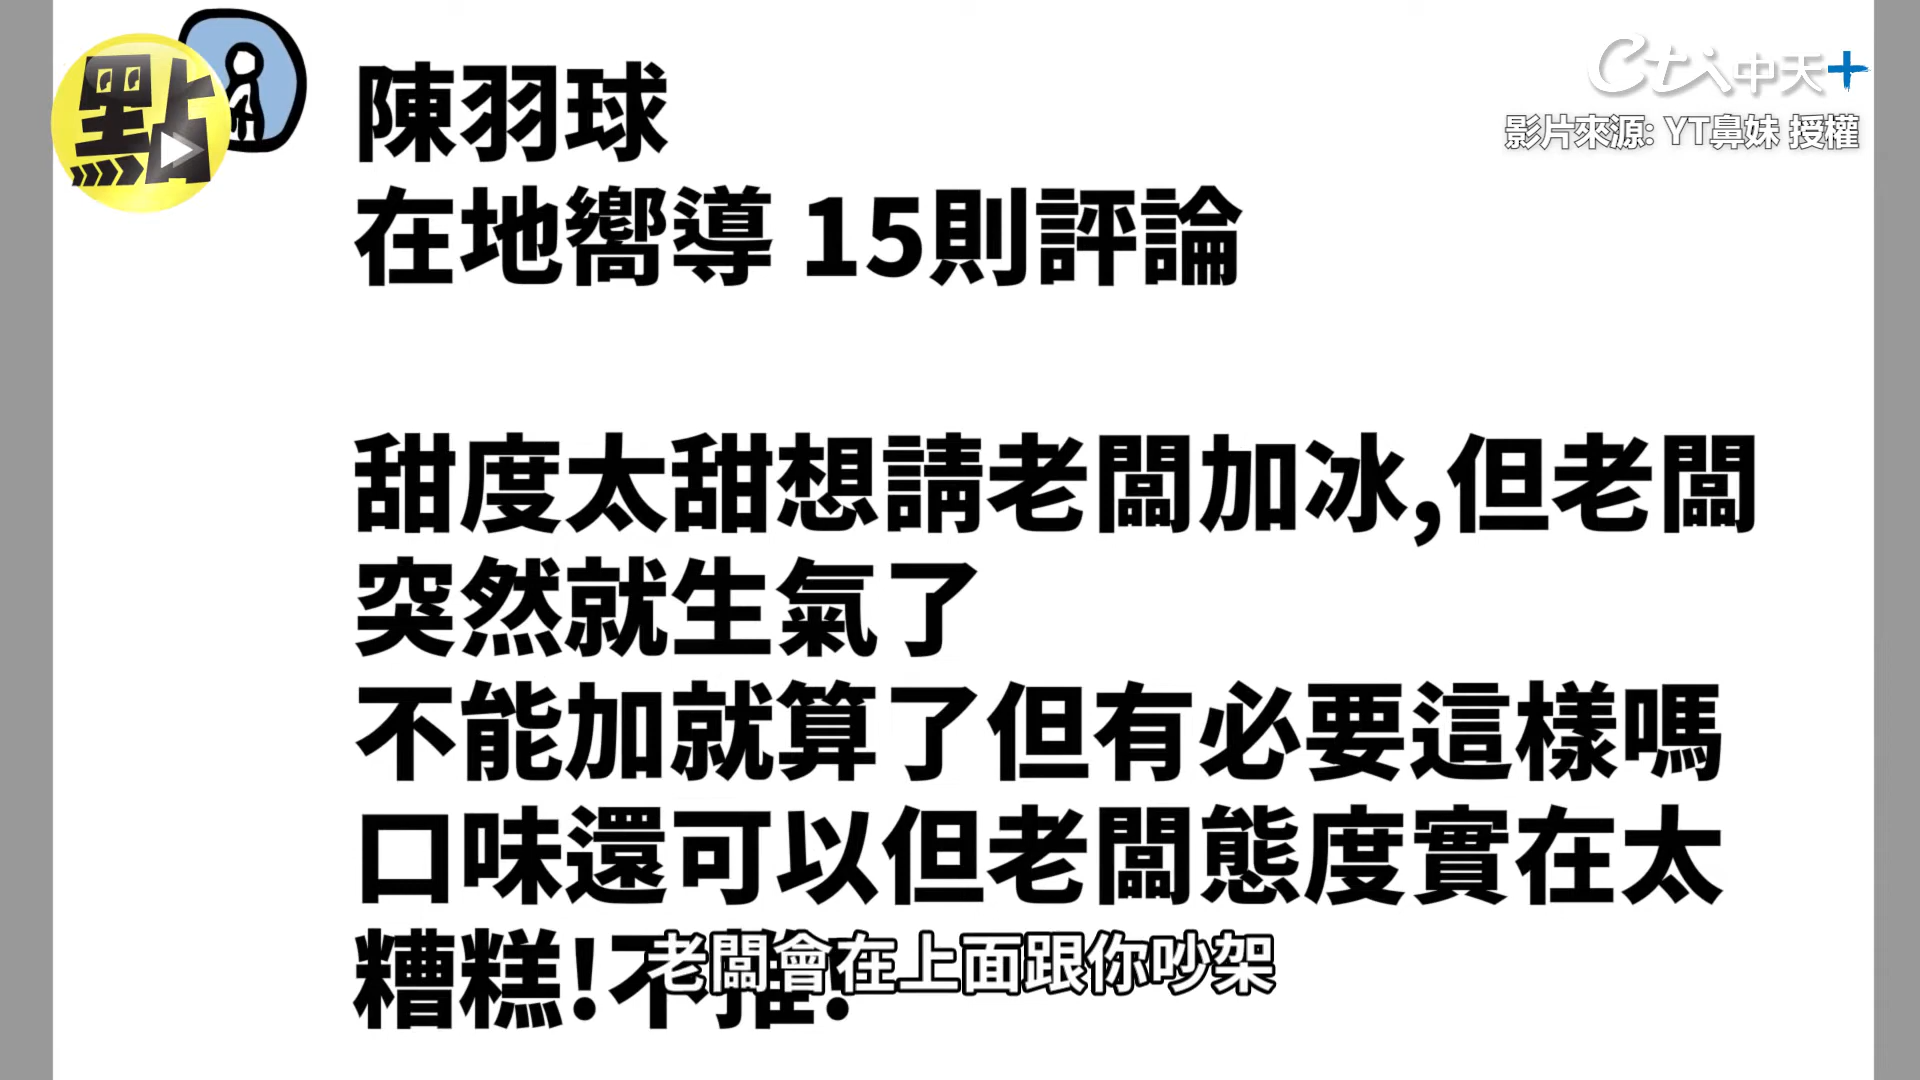 點
cti中天+
影片來源: YT鼻妹 授權
陳羽球
在地嚮導 15則評論
甜度太甜想請老闆加冰,但老闆
突然就生氣了
不能加就算了但有必要這樣嗎
口味還可以但老闆態度實在太
糟糕!不推!
老闆會在上面跟你吵架